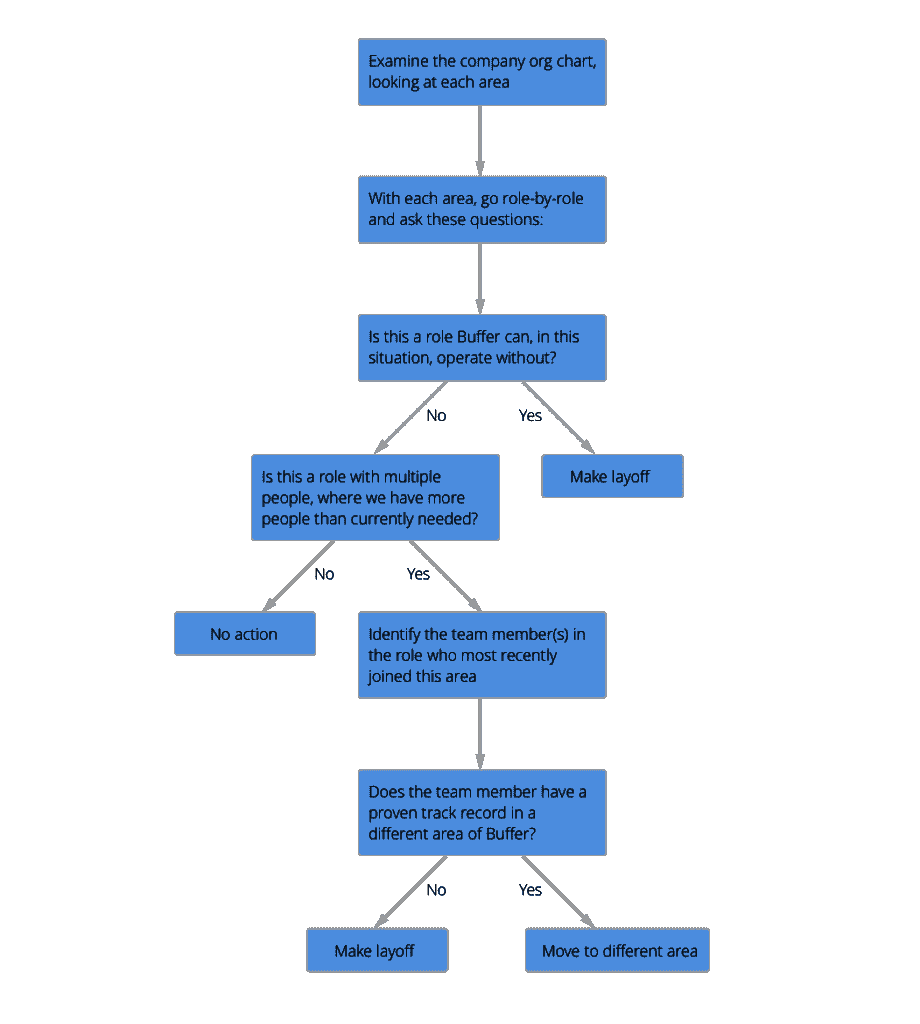 Examine the company org chart,
looking at each area
With each area, go role-by-role
and ask these questions:
Is this a role Buffer can, in this
situation, operate without?
No
Yes
Is this a role with multiple
people, where we have more
people than currently needed?
Make layoff
No
Yes
No action
Identify the team member(s) in
the role who most recently
joined this area
Does the team member have a
proven track record in a
different area of Buffer?
No
Yes
Make layoff
Move to different area